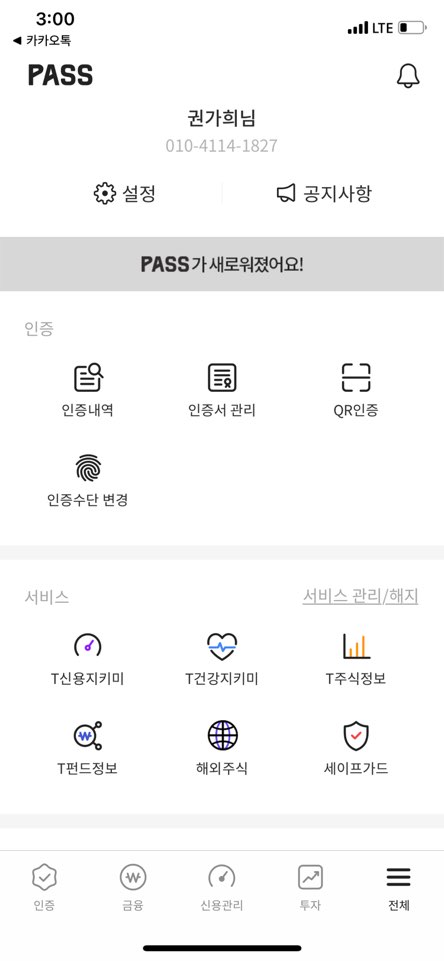 3:00
LTE
◀ 카카오톡
PASS
권가희님
010-4114-1827
설정 공지사항
PASS가 새로워졌어요!
인증
인증내역 인증서 관리 QR인증
인증수단 변경
서비스 서비스 관리/해지
T신용지키미 T건강지키미 T주식정보
T펀드정보 해외주식 세이프가드
인증 금융 신용관리 투자 전체